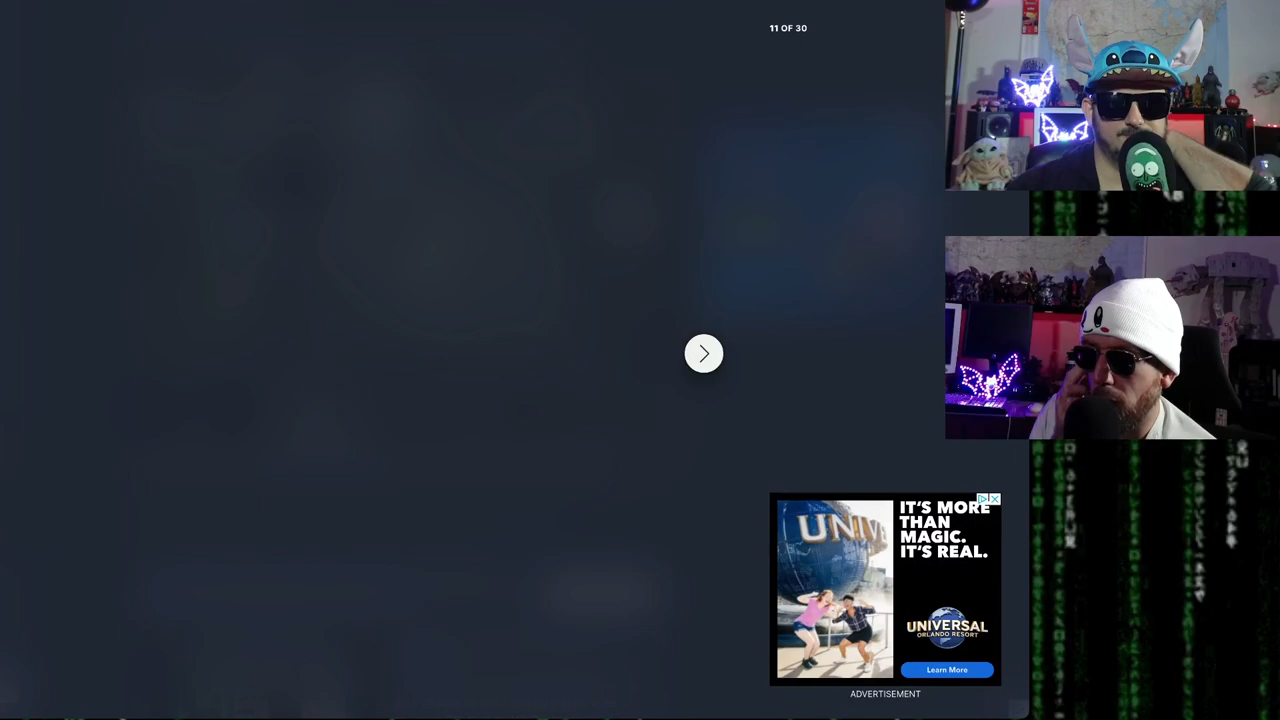 11 OF 30
IT'S MORE
THAN
MAGIC.
IT'S REAL.
UNIVERSAL
ORLANDO RESORT
Learn More
ADVERTISEMENT